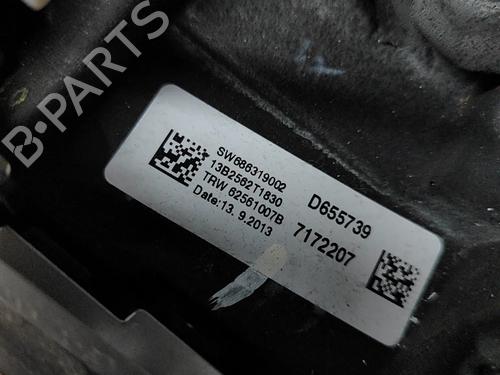 B-PARTS
SW686319002
13B2562T1830
TRW 62561007B
Date:13. 9.2013
D655739
7172207